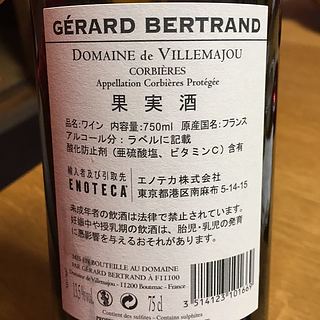 GÉRARD BERTRAND
DOMAINE de VILLEMAJOU
CORBIÈRES
Appellation Corbières Protégée
果実酒
品名:ワイン 内容量:750ml 原産国名:フランス
アルコール分:ラベルに記載
酸化防止剤(亜硫酸塩、ビタミンC)含有
輸入者及び引取先
ENOTECA
エノテカ株式会社
東京都港区南麻布 5-14-15
未成年者の飲酒は法律で禁止されています。
妊娠中や授乳期の飲酒は、胎児・乳児の発育
に悪影響を与えるおそれがあります。
MIS EN BOUTEILLE AU DOMAINE
PAR GÉRARD BERTRAND À F11100
Domaine de Villemajou - 11200 Boutenac - France
75 cl
Contient des sulfites - Contains sulphites
3514123101669